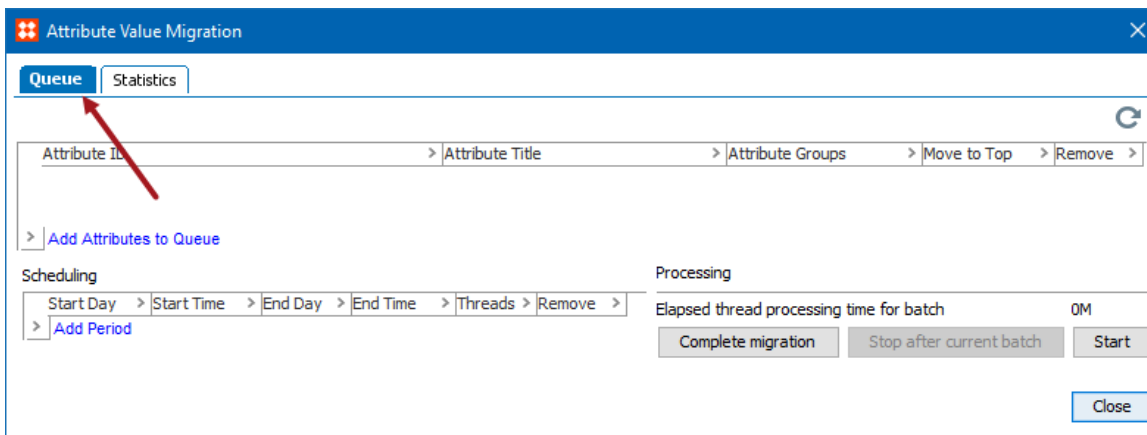 Attribute Value Migration
Queue Statistics
Attribute ID > Attribute Title > Attribute Groups > Move to Top > Remove >
> Add Attributes to Queue
Scheduling
Start Day > Start Time > End Day > End Time > Threads > Remove >
> Add Period
Processing
Elapsed thread processing time for batch 0M
Complete migration Stop after current batch Start
Close